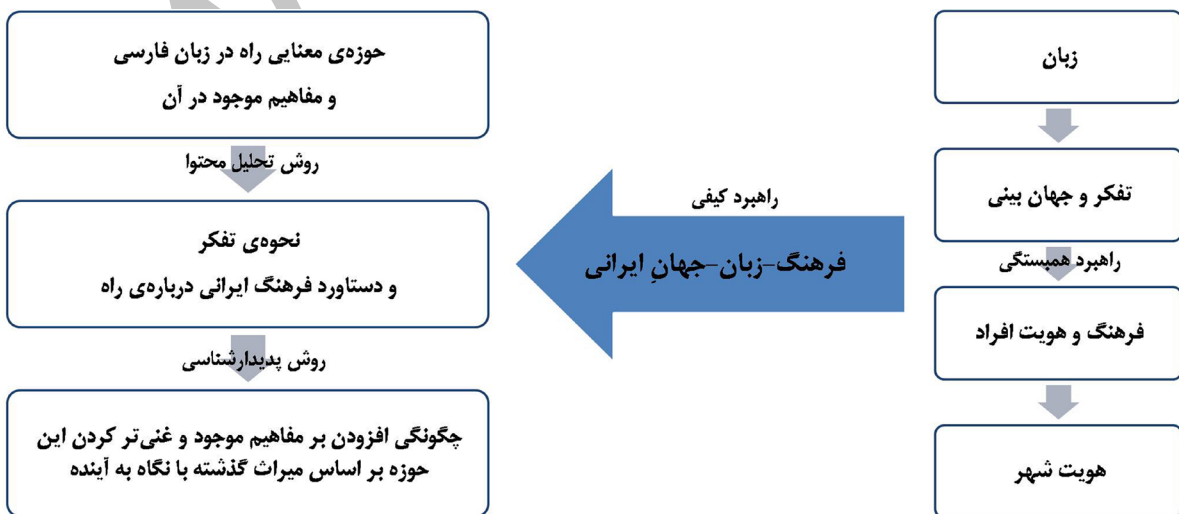 زبان
تفکر و جهان بینی
راهبرد همبستگی
فرهنگ و هویت افراد
هویت شهر
راهبرد کیفی
فرهنگ-زبان-جهانِ ایرانی
حوزه‌ی معنایی راه در زبان فارسی
و مفاهیم موجود در آن
روش تحلیل محتوا
نحوه‌ی تفکر
و دستاورد فرهنگ ایرانی درباره‌ی راه
روش پدیدارشناسی
چگونگی افزودن بر مفاهیم موجود و غنی‌تر کردن این
حوزه بر اساس میراث گذشته با نگاه به آینده